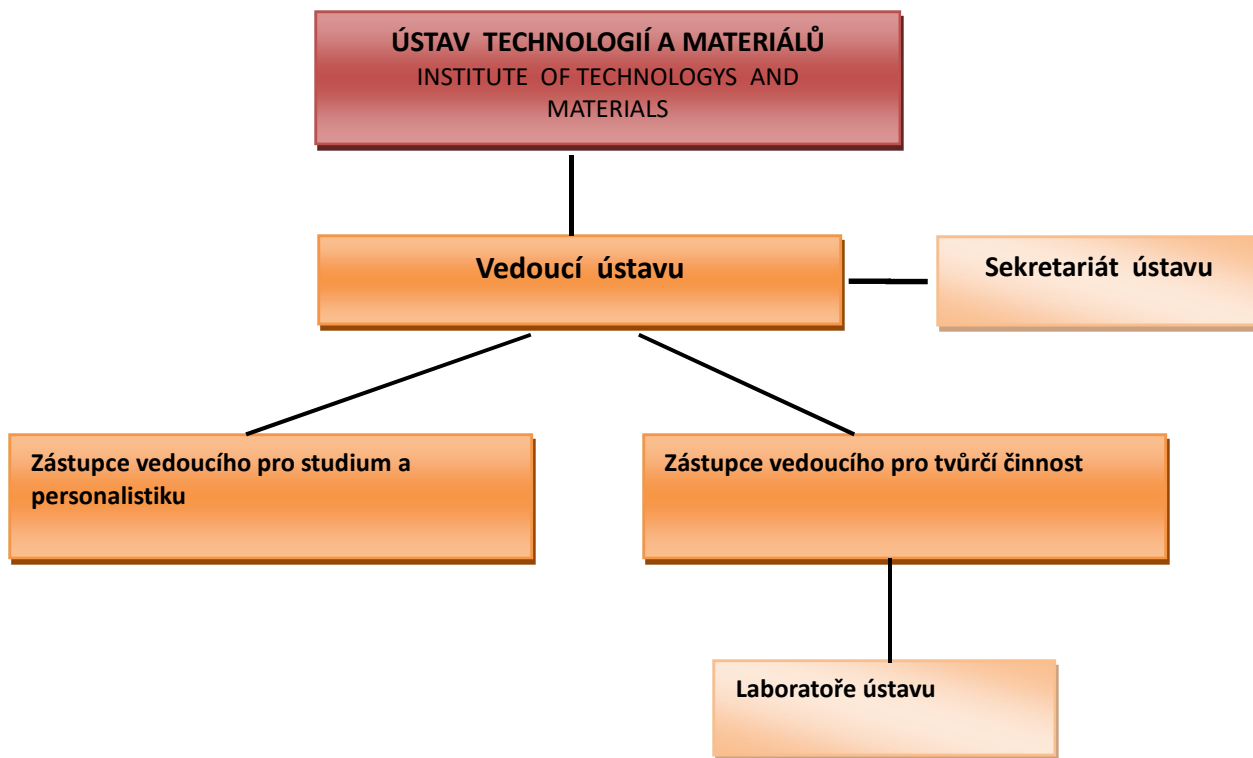 ÚSTAV TECHNOLOGIÍ A MATERIÁLŮ
INSTITUTE OF TECHNOLOGYS AND
MATERIALS
Vedoucí ústavu
Sekretariát ústavu
Zástupce vedoucího pro studium a
personalistiku
Zástupce vedoucího pro tvůrčí činnost
Laboratoře ústavu